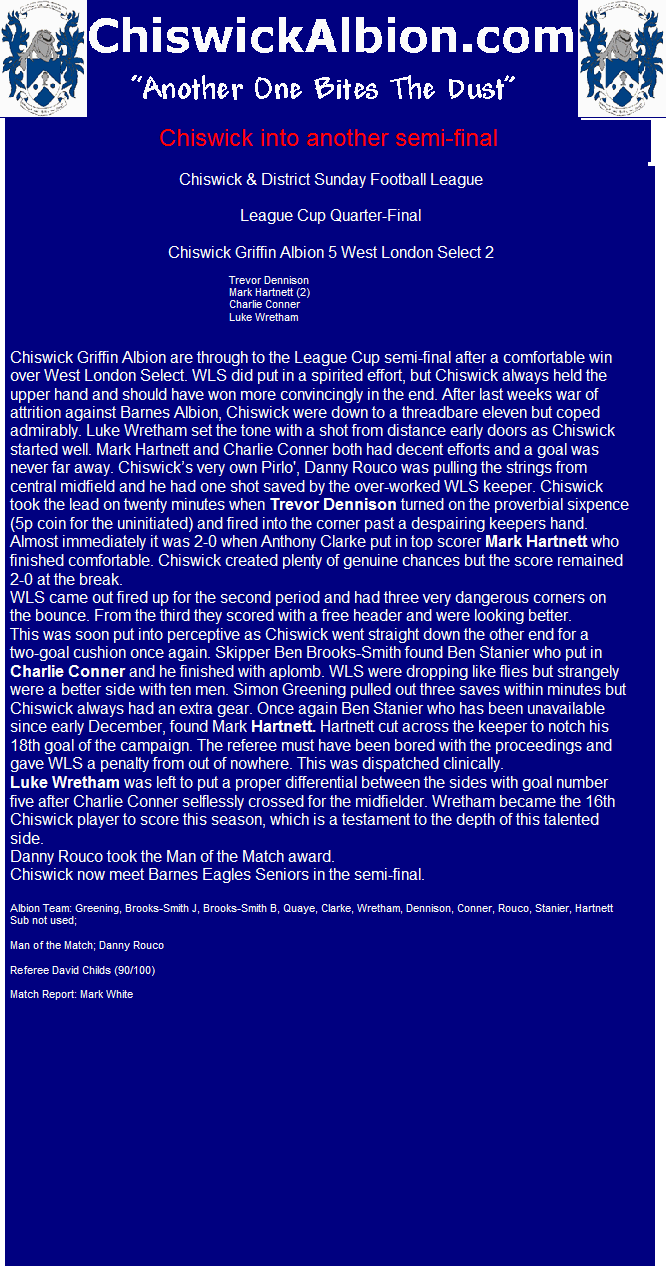 ChiswickAlbion.com
"Another One Bites The Dust"
Chiswick into another semi-final
Chiswick & District Sunday Football League
League Cup Quarter-Final
Chiswick Griffin Albion 5 West London Select 2
Trevor Dennison
Mark Hartnett (2)
Charlie Conner
Luke Wretham
Chiswick Griffin Albion are through to the League Cup semi-final after a comfortable win
over West London Select. WLS did put in a spirited effort, but Chiswick always held the
upper hand and should have won more convincingly in the end. After last weeks war of
attrition against Barnes Albion, Chiswick were down to a threadbare eleven but coped
admirably. Luke Wretham set the tone with a shot from distance early doors as Chiswick
started well. Mark Hartnett and Charlie Conner both had decent efforts and a goal was
never far away. Chiswick’s very own Pirlo', Danny Rouco was pulling the strings from
central midfield and he had one shot saved by the over-worked WLS keeper. Chiswick
took the lead on twenty minutes when Trevor Dennison turned on the proverbial sixpence
(5p coin for the uninitiated) and fired into the corner past a despairing keepers hand.
Almost immediately it was 2-0 when Anthony Clarke put in top scorer Mark Hartnett who
finished comfortable. Chiswick created plenty of genuine chances but the score remained
2-0 at the break.
WLS came out fired up for the second period and had three very dangerous corners on
the bounce. From the third they scored with a free header and were looking better.
This was soon put into perceptive as Chiswick went straight down the other end for a
two-goal cushion once again. Skipper Ben Brooks-Smith found Ben Stanier who put in
Charlie Conner and he finished with aplomb. WLS were dropping like flies but strangely
were a better side with ten men. Simon Greening pulled out three saves within minutes but
Chiswick always had an extra gear. Once again Ben Stanier who has been unavailable
since early December, found Mark Hartnett. Hartnett cut across the keeper to notch his
18th goal of the campaign. The referee must have been bored with the proceedings and
gave WLS a penalty from out of nowhere. This was dispatched clinically.
Luke Wretham was left to put a proper differential between the sides with goal number
five after Charlie Conner selflessly crossed for the midfielder. Wretham became the 16th
Chiswick player to score this season, which is a testament to the depth of this talented
side.
Danny Rouco took the Man of the Match award.
Chiswick now meet Barnes Eagles Seniors in the semi-final.
Albion Team: Greening, Brooks-Smith J, Brooks-Smith B, Quaye, Clarke, Wretham, Dennison, Conner, Rouco, Stanier, Hartnett
Sub not used;
Man of the Match; Danny Rouco
Referee David Childs (90/100)
Match Report: Mark White